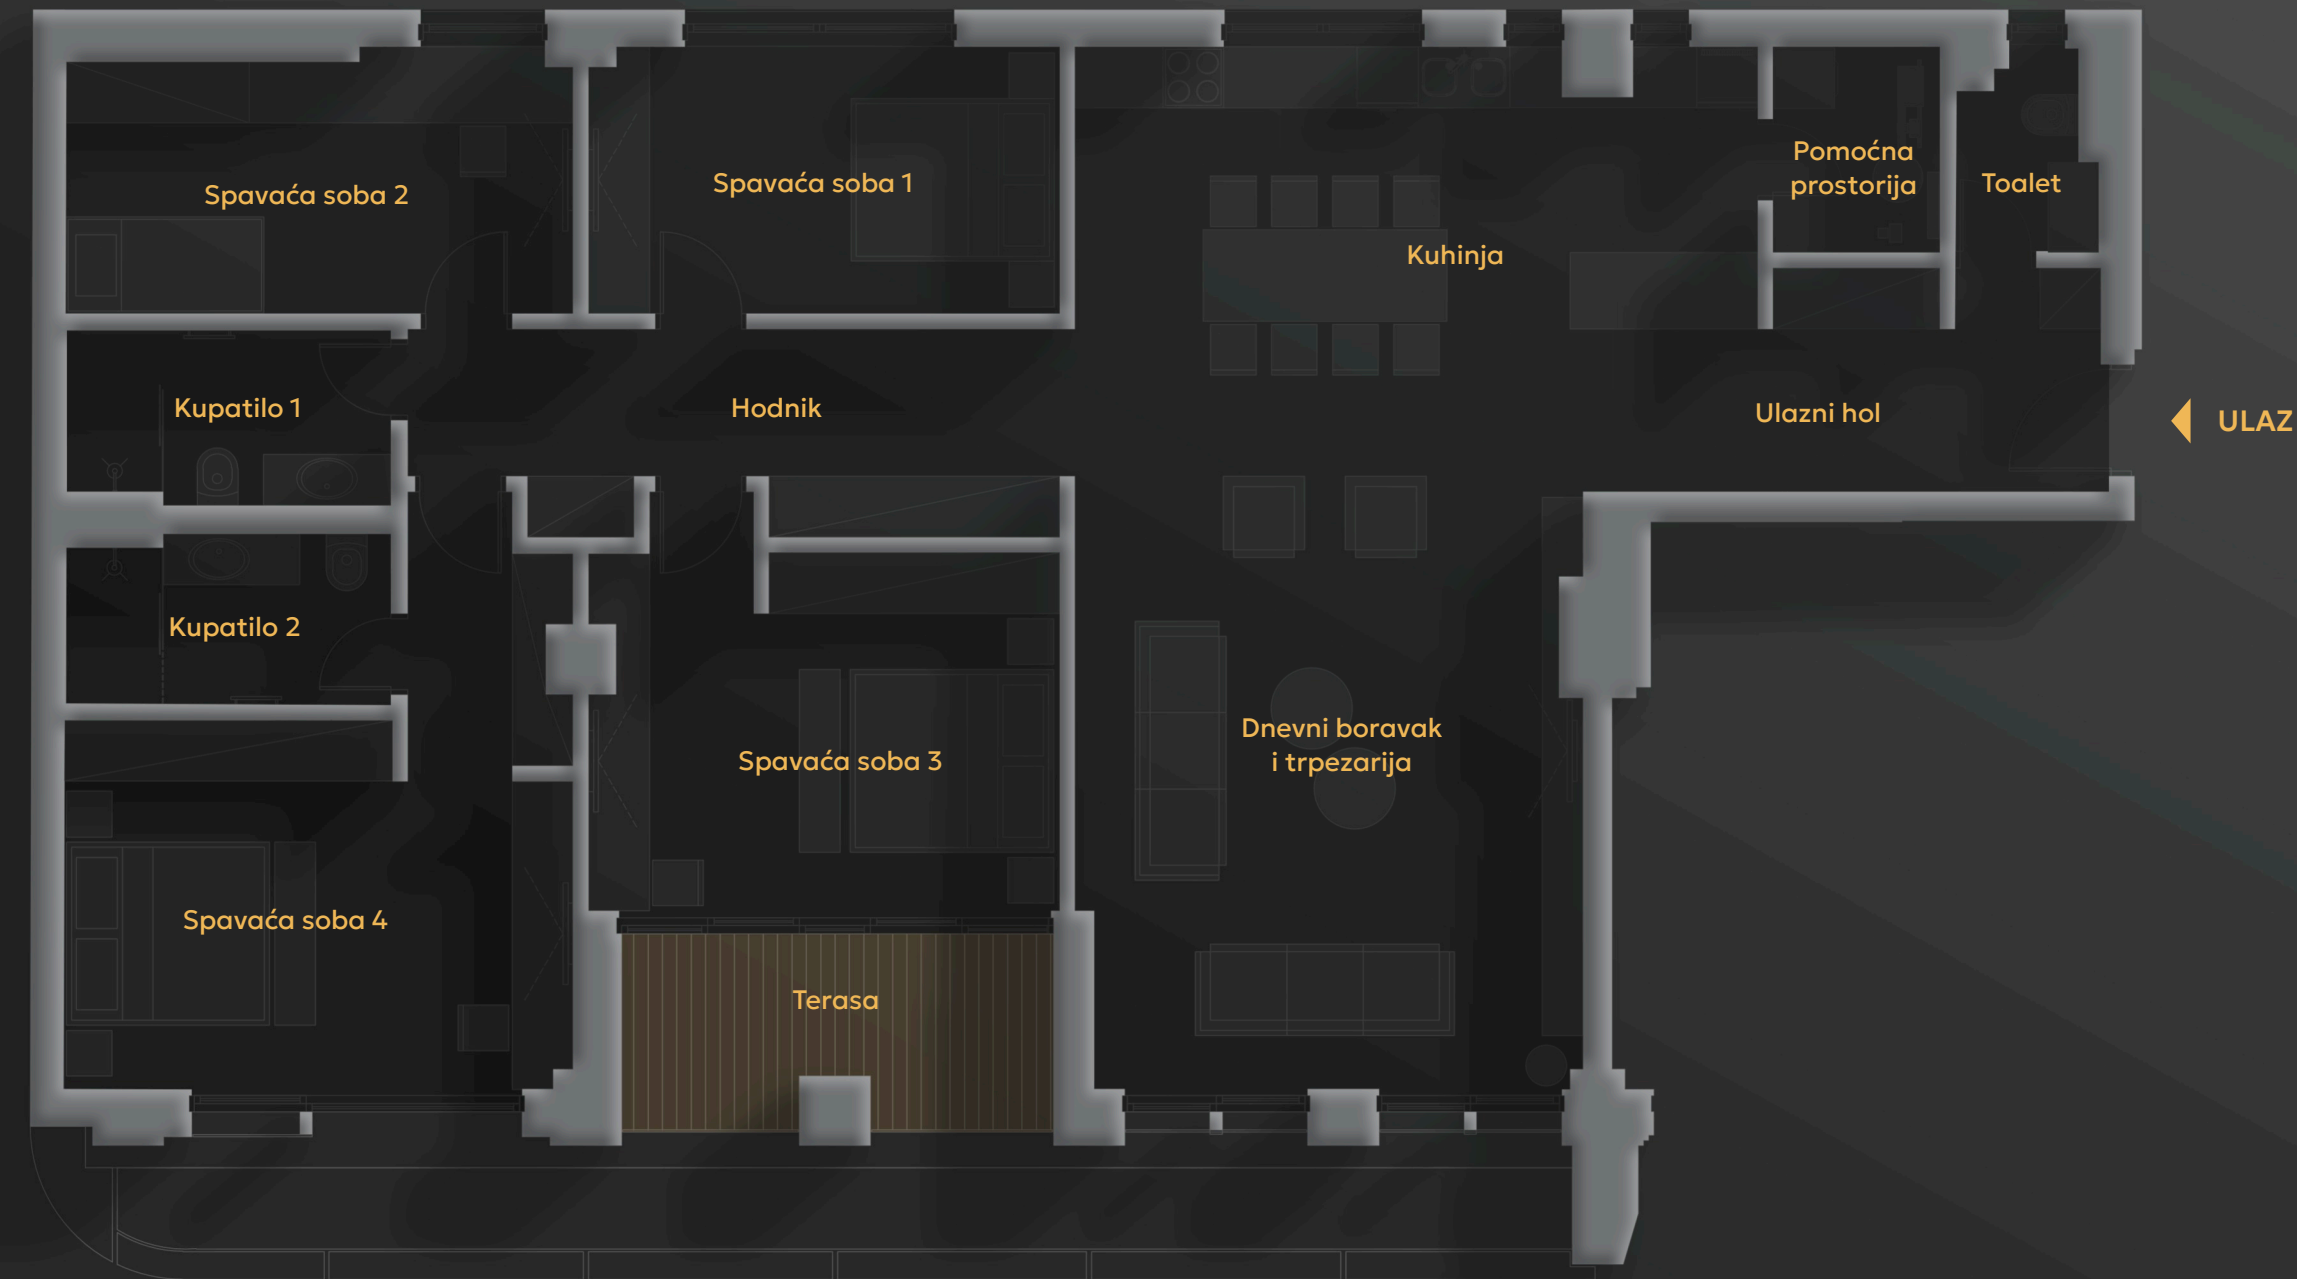 Pomoćna
prostorija
Spavaća soba 2
Spavaća soba 1
Toalet
Kuhinja
Kupatilo 1
Hodnik
Ulazni hol
ULAZ
Kupatilo 2
Dnevni boravak
i trpezarija
Spavaća soba 3
Spavaća soba 4
Terasa